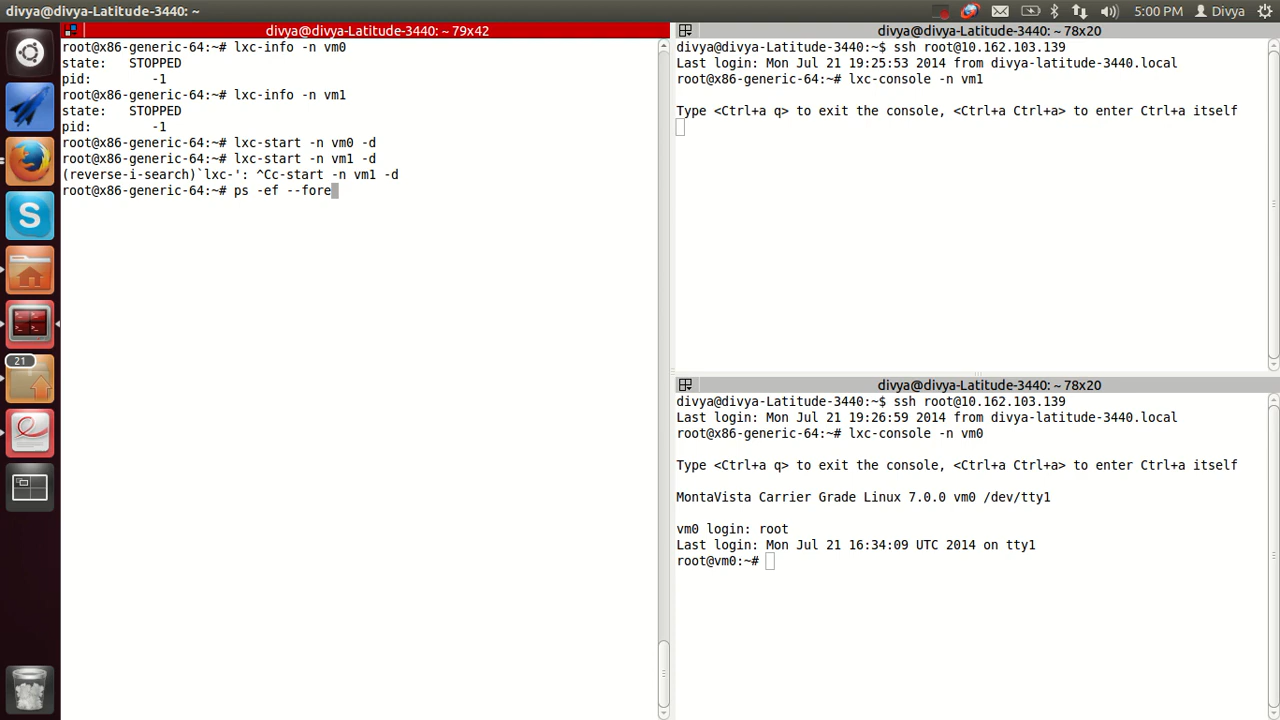 divya@divya-Latitude-3440: ~
5:00 PM
Divya
divya@divya-Latitude-3440: ~ 79x42
root@x86-generic-64:~# lxc-info -n vm0
state:   STOPPED
pid:        -1
root@x86-generic-64:~# lxc-info -n vm1
state:   STOPPED
pid:        -1
root@x86-generic-64:~# lxc-start -n vm0 -d
root@x86-generic-64:~# lxc-start -n vm1 -d
(reverse-i-search)`lxc-': ^Cc-start -n vm1 -d
root@x86-generic-64:~# ps -ef --fore
divya@divya-Latitude-3440: ~ 78x20
divya@divya-Latitude-3440:~$ ssh root@10.162.103.139
Last login: Mon Jul 21 19:25:53 2014 from divya-latitude-3440.local
root@x86-generic-64:~# lxc-console -n vm1
Type <Ctrl+a q> to exit the console, <Ctrl+a Ctrl+a> to enter Ctrl+a itself
divya@divya-Latitude-3440: ~ 78x20
divya@divya-Latitude-3440:~$ ssh root@10.162.103.139
Last login: Mon Jul 21 19:26:59 2014 from divya-latitude-3440.local
root@x86-generic-64:~# lxc-console -n vm0
Type <Ctrl+a q> to exit the console, <Ctrl+a Ctrl+a> to enter Ctrl+a itself
MontaVista Carrier Grade Linux 7.0.0 vm0 /dev/tty1
vm0 login: root
Last login: Mon Jul 21 16:34:09 UTC 2014 on tty1
root@vm0:~#
S
21